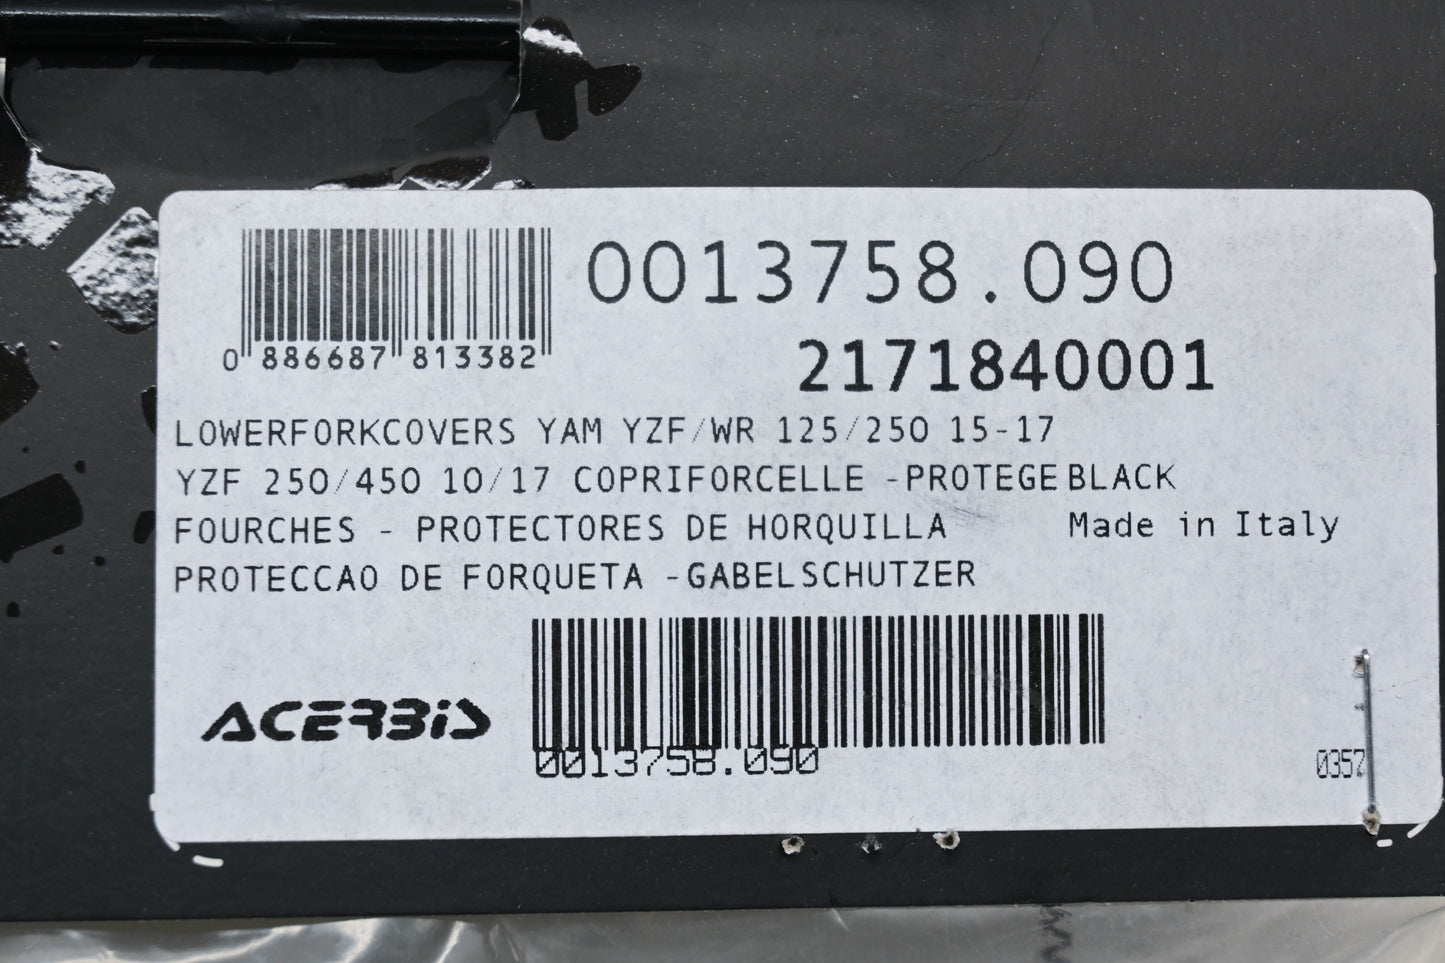 0 886687 813382
0013758.090
2171840001
LOWERFORKCOVERS YAM YZF/WR 125/250 15-17
YZF 250/450 10/17 COPRIFORCELLE -PROTEGE BLACK
FOURCHES - PROTECTORES DE HORQUILLA Made in Italy
PROTECCAO DE FORQUETA -GABELSCHUTZER
ACERBIS
0013758.090
0357